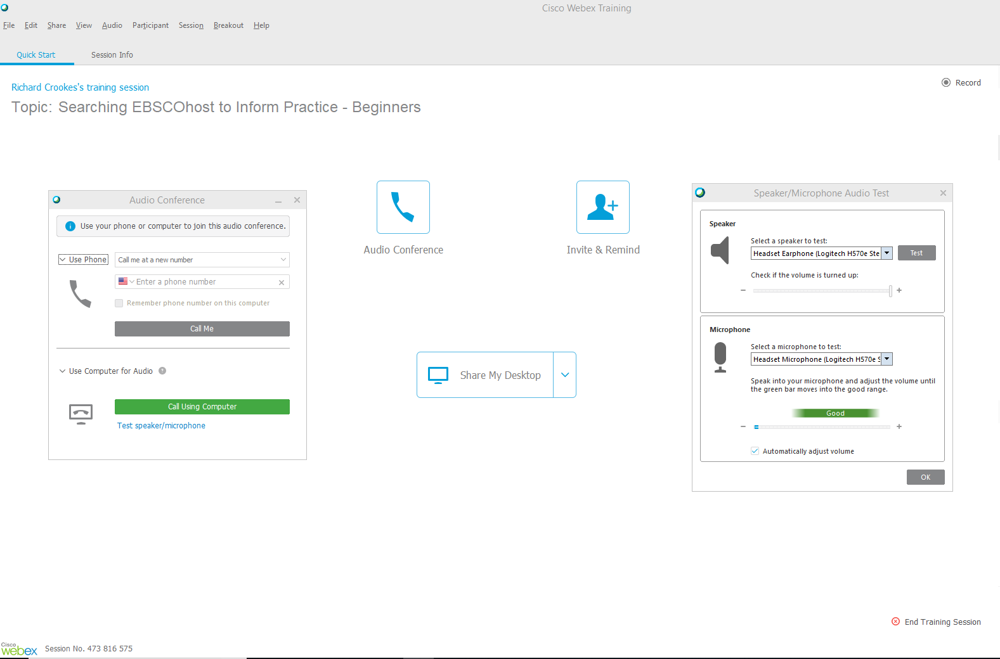 Cisco Webex Training
File Edit Share View Audio Participant Session Breakout Help
Quick Start Session Info
Richard Crookes's training session
Record
Topic: Searching EBSCOhost to Inform Practice - Beginners
Audio Conference
Use your phone or computer to join this audio conference.
Use Phone
Call me at a new number
Enter a phone number
Remember phone number on this computer
Call Me
Use Computer for Audio ?
Call Using Computer
Test speaker/microphone
Audio Conference
Invite & Remind
Share My Desktop
Speaker/Microphone Audio Test
Speaker
Select a speaker to test:
Headset Earphone (Logitech H570e Ste
Test
Check if the volume is turned up:
- +
Microphone
Select a microphone to test:
Headset Microphone (Logitech H570e S
Speak into your microphone and adjust the volume until
the green bar moves into the good range.
Good
- +
Automatically adjust volume
OK
End Training Session
Cisco
webex
Session No. 473 816 575